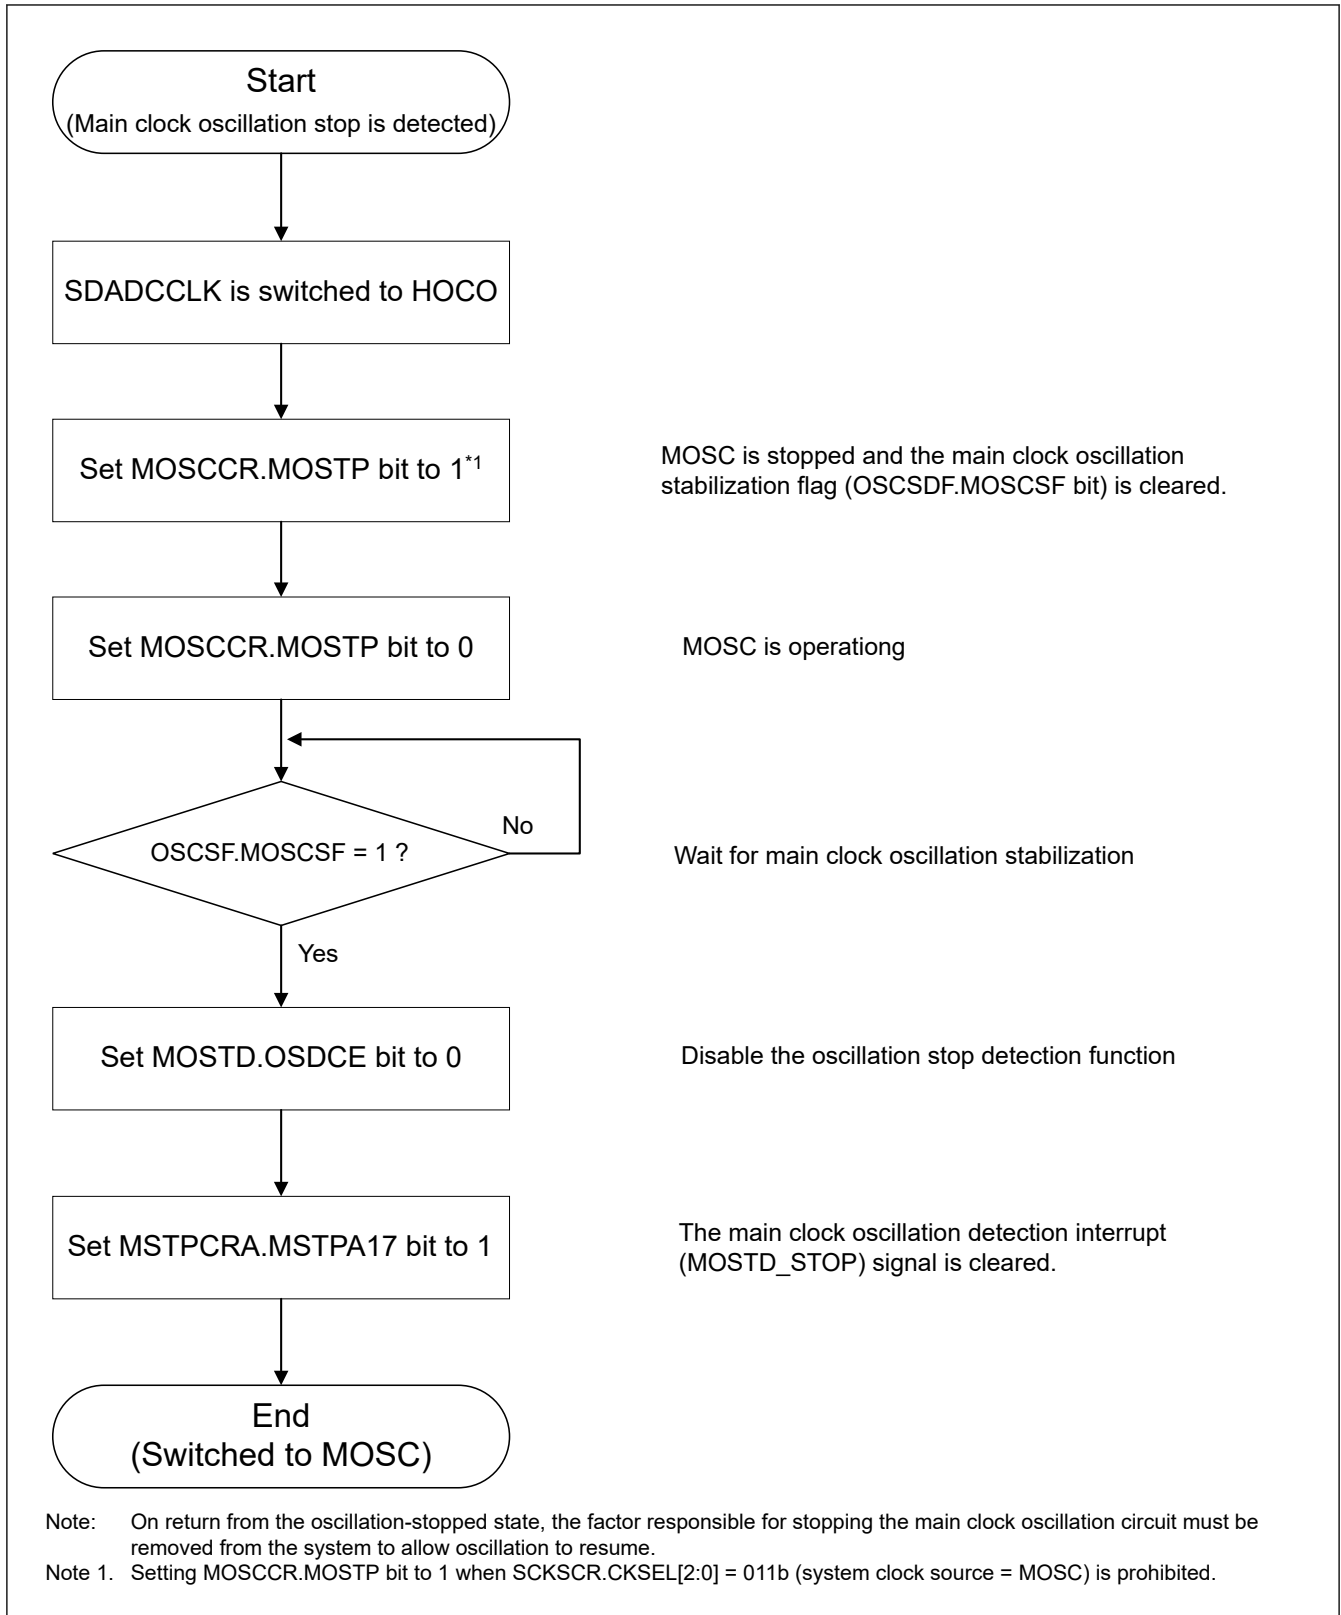 Start
(Main clock oscillation stop is detected)
SDADCCLK is switched to HOCO
Set MOSCCR.MOSTP bit to 1*1
MOSC is stopped and the main clock oscillation
stabilization flag (OSCSDF.MOSCSF bit) is cleared.
Set MOSCCR.MOSTP bit to 0
MOSC is operationg
No
OSCSF.MOSCSF = 1 ?
Wait for main clock oscillation stabilization
Yes
Set MOSTD.OSDCE bit to 0
Disable the oscillation stop detection function
Set MSTPCRA.MSTPA17 bit to 1
The main clock oscillation detection interrupt
(MOSTD_STOP) signal is cleared.
End
(Switched to MOSC)
Note: On return from the oscillation-stopped state, the factor responsible for stopping the main clock oscillation circuit must be
removed from the system to allow oscillation to resume.
Note 1. Setting MOSCCR.MOSTP bit to 1 when SCKSCR.CKSEL[2:0] = 011b (system clock source = MOSC) is prohibited.